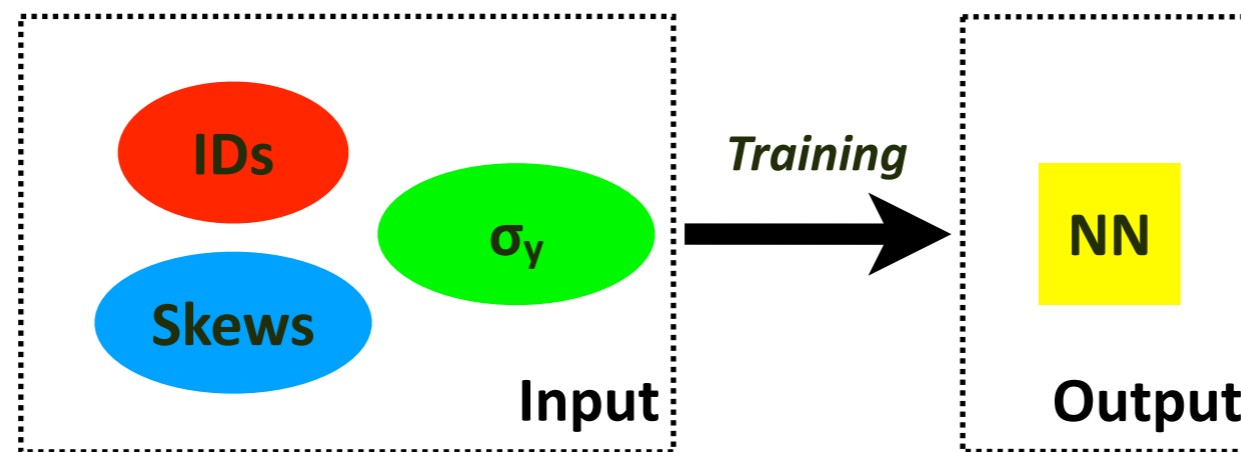 IDs
Skews
σy
Input
Training
NN
Output